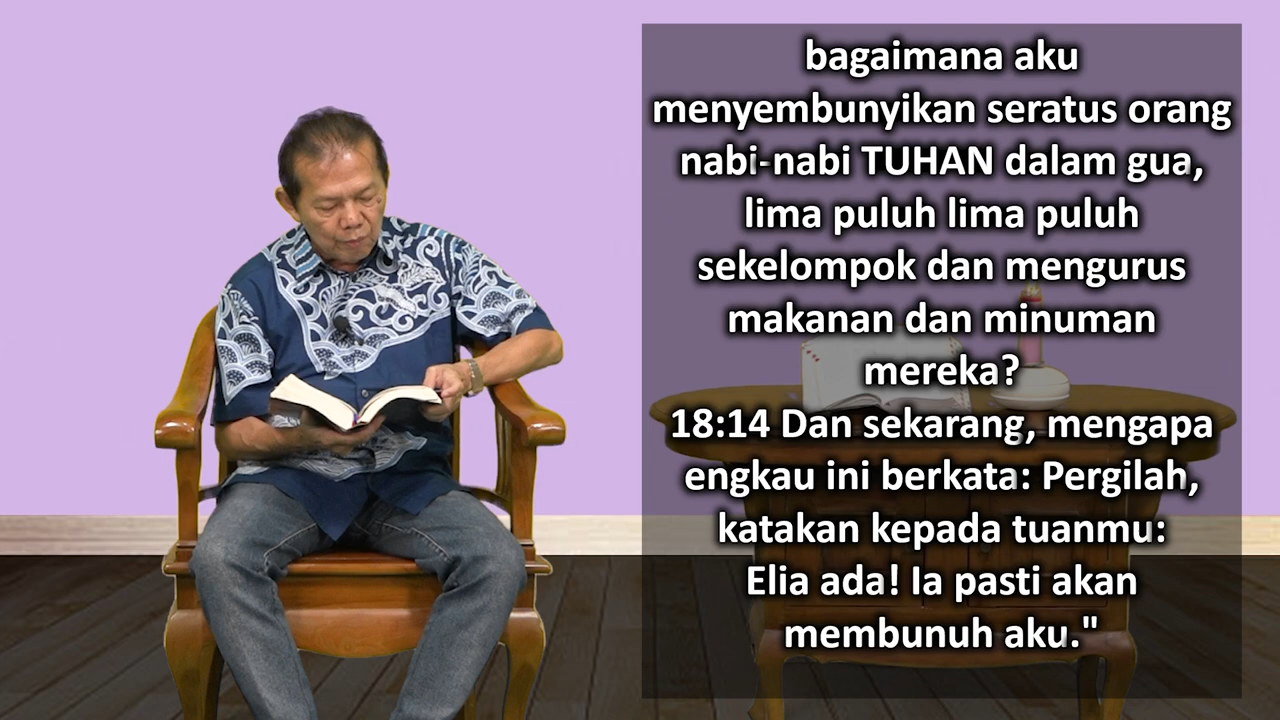 bagaimana aku
menyembunyikan seratus orang
nabi-nabi TUHAN dalam gua,
lima puluh lima puluh
sekelompok dan mengurus
makanan dan minuman
mereka?
18:14 Dan sekarang, mengapa
engkau ini berkata: Pergilah,
katakan kepada tuanmu:
Elia ada! Ia pasti akan
membunuh aku."